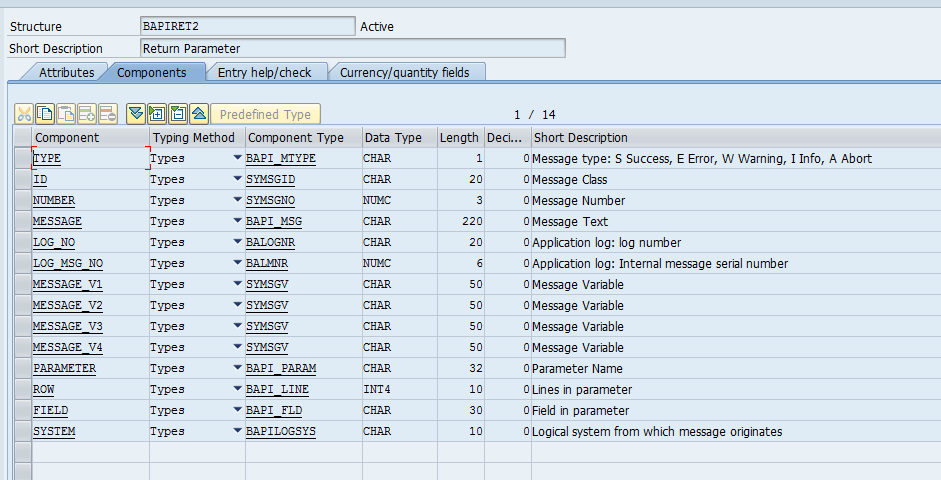 Structure BAPIRET2 Active
Short Description Return Parameter
Attributes Components Entry help/check Currency/quantity fields
Predefined Type 1 / 14
Component Typing Method Component Type Data Type Length Deci... Short Description
TYPE Types BAPI_MTYPE CHAR 1 0 Message type: S Success, E Error, W Warning, I Info, A Abort
ID Types SYMSGID CHAR 20 0 Message Class
NUMBER Types SYMSGNO NUMC 3 0 Message Number
MESSAGE Types BAPI_MSG CHAR 220 0 Message Text
LOG_NO Types BALOGNR CHAR 20 0 Application log: log number
LOG_MSG_NO Types BALMNR NUMC 6 0 Application log: Internal message serial number
MESSAGE_V1 Types SYMSGV CHAR 50 0 Message Variable
MESSAGE_V2 Types SYMSGV CHAR 50 0 Message Variable
MESSAGE_V3 Types SYMSGV CHAR 50 0 Message Variable
MESSAGE_V4 Types SYMSGV CHAR 50 0 Message Variable
PARAMETER Types BAPI_PARAM CHAR 32 0 Parameter Name
ROW Types BAPI_LINE INT4 10 0 Lines in parameter
FIELD Types BAPI_FLD CHAR 30 0 Field in parameter
SYSTEM Types BAPILOGSYS CHAR 10 0 Logical system from which message originates